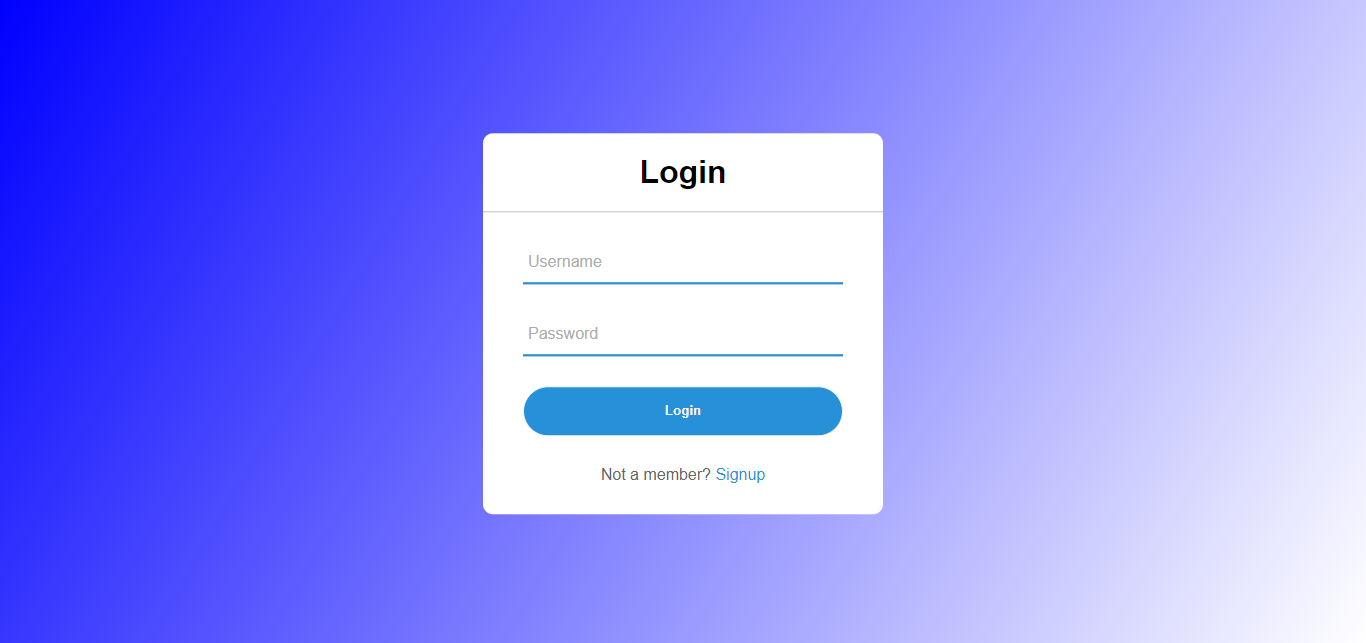 Login
Username
Password
Login
Not a member? Signup